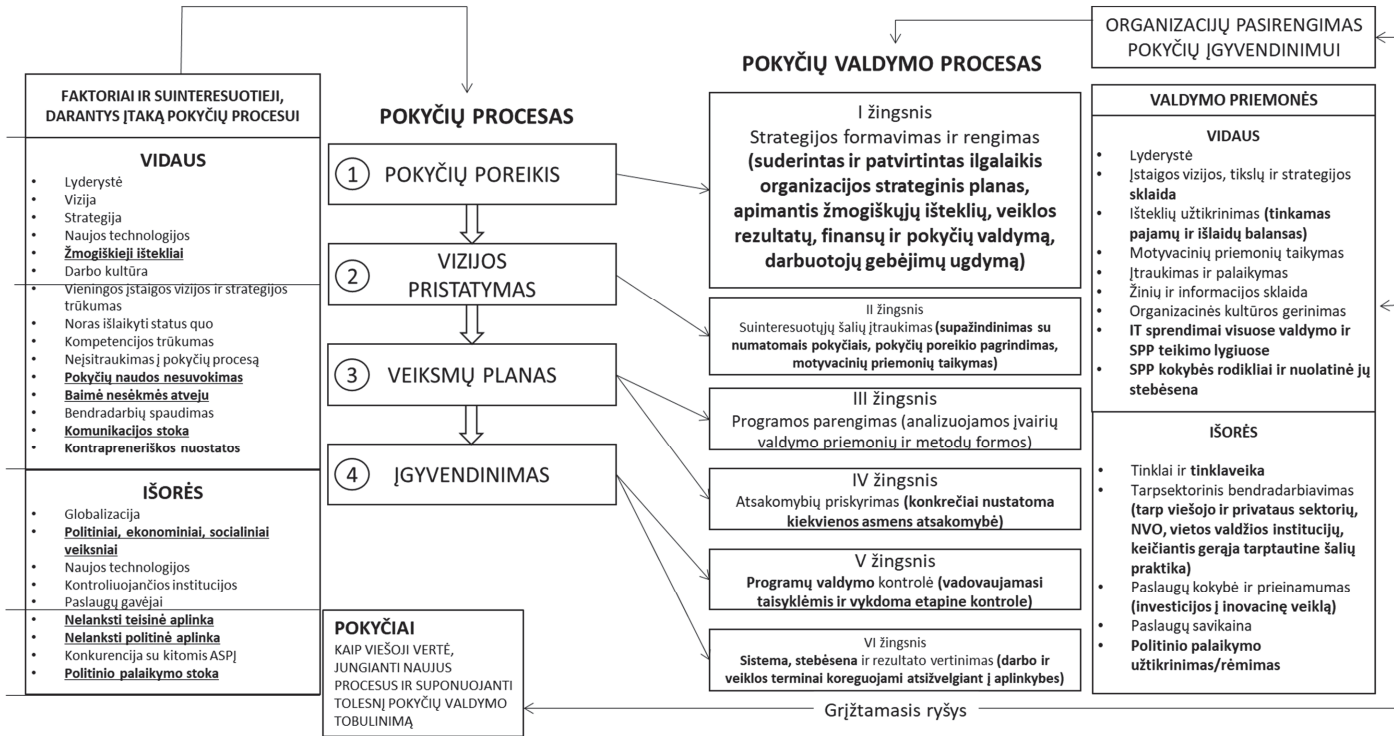 FAKTORIAI IR SUINTERESUOTIEJI,
DARANTYS ĮTAKĄ POKYČIŲ PROCESUI
VIDAUS
• Lyderystė
• Vizija
• Strategija
• Naujos technologijos
• Žmogiškieji ištekliai
• Darbo kultūra
• Vieningos įstaigos vizijos ir strategijos
trūkumas
• Noras išlaikyti status quo
• Kompetencijos trūkumas
• Neįsitraukimas į pokyčių procesą
• Pokyčių naudos nesuvokimas
• Baimė nesėkmės atveju
• Bendradarbių spaudimas
• Komunikacijos stoka
• Kontrapreneriškos nuostatos
IŠORĖS
• Globalizacija
• Politiniai, ekonominiai, socialiniai
veiksniai
• Naujos technologijos
• Kontroliuojančios institucijos
• Paslaugų gavėjai
• Nelanksti teisinė aplinka
• Nelanksti politinė aplinka
• Konkurencija su kitomis ASPĮ
• Politinio palaikymo stoka
POKYČIŲ PROCESAS
1 POKYČIŲ POREIKIS
2 VIZIJOS
PRISTATYMAS
3 VEIKSMŲ PLANAS
4 ĮGYVENDINIMAS
POKYČIAI
KAIP VIEŠOJI VERTĖ,
JUNGIANTI NAUJUS
PROCESUS IR SUPONUOJANTI
TOLESNĮ POKYČIŲ VALDYMO
TOBULINIMĄ
POKYČIŲ VALDYMO PROCESAS
I žingsnis
Strategijos formavimas ir rengimas
(suderintas ir patvirtintas ilgalaikis
organizacijos strateginis planas,
apimantis žmogiškųjų išteklių, veiklos
rezultatų, finansų ir pokyčių valdymą,
darbuotojų gebėjimų ugdymą)
II žingsnis
Suinteresuotųjų šalių įtraukimas (supažindinimas su
numatomais pokyčiais, pokyčių poreikio pagrindimas,
motyvacinių priemonių taikymas)
III žingsnis
Programos parengimas (analizuojamos įvairių
valdymo priemonių ir metodų formos)
IV žingsnis
Atsakomybių priskyrimas (konkrečiai nustatoma
kiekvienos asmens atsakomybė)
V žingsnis
Programų valdymo kontrolė (vadovaujamasi
taisyklėmis ir vykdoma etapine kontrole)
VI žingsnis
Sistema, stebėsena ir rezultato vertinimas (darbo ir
veiklos terminai koreguojami atsižvelgiant į aplinkybes)
Grįžtamasis ryšys
ORGANIZACIJŲ PASIRENGIMAS
POKYČIŲ ĮGYVENDINIMUI
VALDYMO PRIEMONĖS
VIDAUS
• Lyderystė
• Įstaigos vizijos, tikslų ir strategijos
sklaida
• Išteklių užtikrinimas (tinkamas
pajamų ir išlaidų balansas)
• Motyvacinių priemonių taikymas
• Įtraukimas ir palaikymas
• Žinių ir informacijos sklaida
• Organizacinės kultūros gerinimas
• IT sprendimai visuose valdymo ir
SPP teikimo lygiuose
• SPP kokybės rodikliai ir nuolatinė jų
stebėsena
IŠORĖS
• Tinklai ir tinklaveika
• Tarpsektorinis bendradarbiavimas
(tarp viešojo ir privataus sektorių,
NVO, vietos valdžios institucijų,
keičiantis gerąja tarptautine šalių
praktika)
• Paslaugų kokybė ir prieinamumas
(investicijos į inovacinę veiklą)
• Paslaugų savikaina
• Politinio palaikymo
užtikrinimas/rėmimas